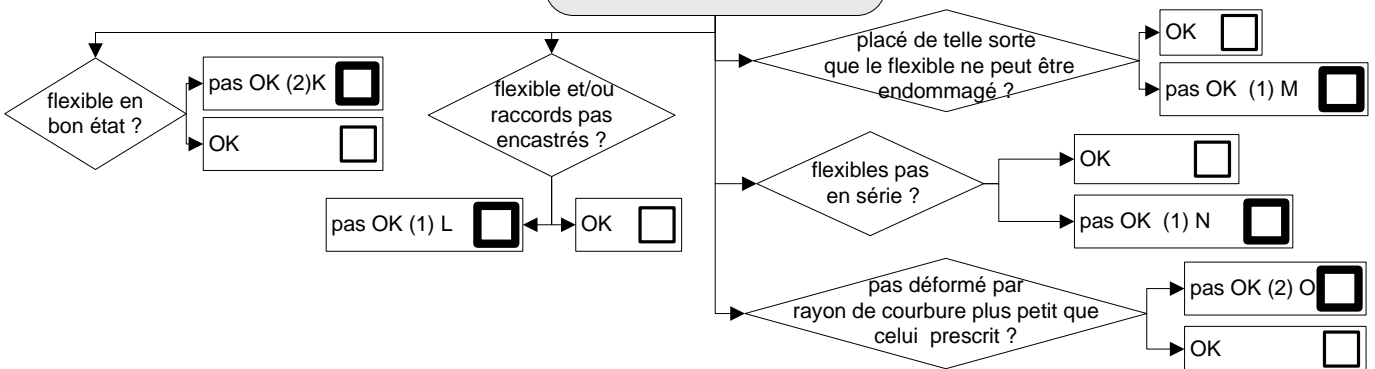 flexible en
bon état ?
pas OK (2)K
OK
flexible et/ou
raccords pas
encastrés ?
pas OK (1) L
OK
placé de telle sorte
que le flexible ne peut être
endommagé ?
OK
pas OK (1) M
flexibles pas
en série ?
OK
pas OK (1) N
pas déformé par
rayon de courbure plus petit que
celui prescrit ?
pas OK (2) O
OK